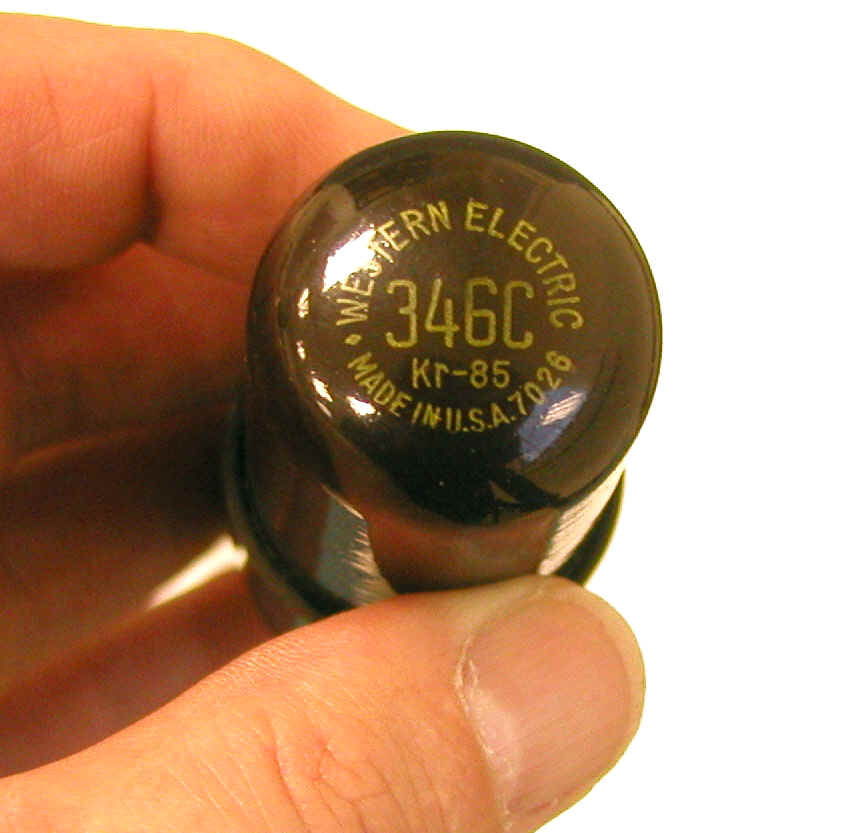 WESTERN ELECTRIC
346C
Kr-85
MADE IN U.S.A. 7026